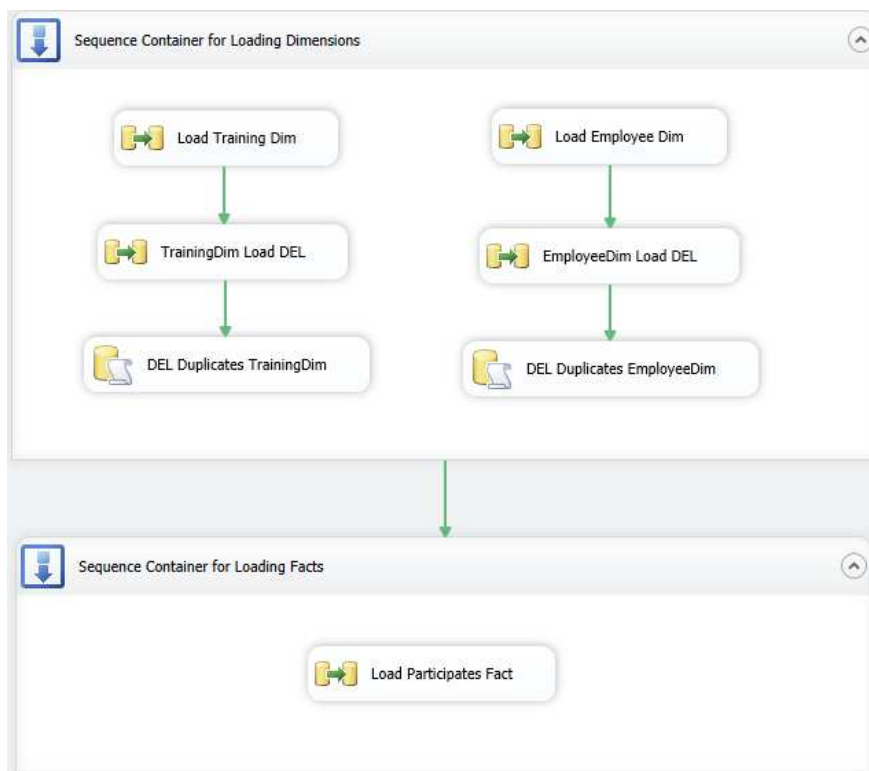 Sequence Container for Loading Dimensions
Load Training Dim
Load Employee Dim
TrainingDim Load DEL
EmployeeDim Load DEL
DEL Duplicates TrainingDim
DEL Duplicates EmployeeDim
Sequence Container for Loading Facts
Load Participates Fact